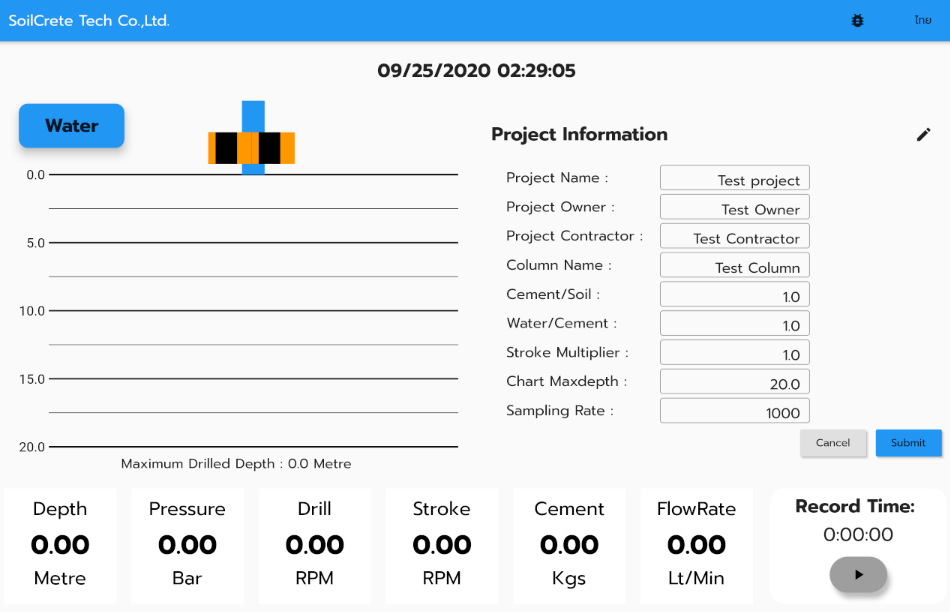 SoilCrete Tech Co.,Ltd.
ไทย
09/25/2020 02:29:05
Water
0.0
5.0
10.0
15.0
20.0
Maximum Drilled Depth : 0.0 Metre
Project Information
Project Name : Test project
Project Owner : Test Owner
Project Contractor : Test Contractor
Column Name : Test Column
Cement/Soil : 1.0
Water/Cement : 1.0
Stroke Multiplier : 1.0
Chart Maxdepth : 20.0
Sampling Rate : 1000
Cancel
Submit
Depth
0.00
Metre
Pressure
0.00
Bar
Drill
0.00
RPM
Stroke
0.00
RPM
Cement
0.00
Kgs
FlowRate
0.00
Lt/Min
Record Time:
0:00:00